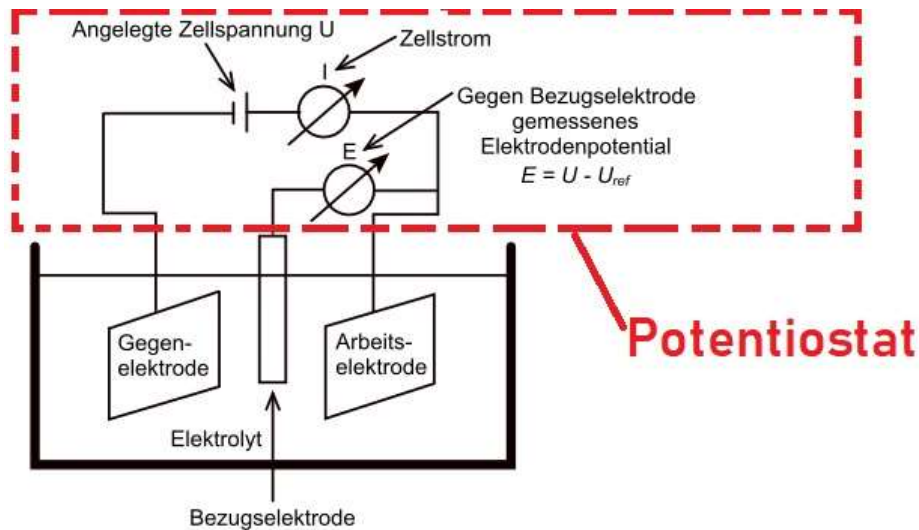 Angelegte Zellspannung U
I
Zellstrom
Gegen Bezugselektrode
gemessenes
Elektrodenpotential
E = U - Uref
E
Potentiostat
Gegen-
elektrode
Arbeits-
elektrode
Elektrolyt
Bezugselektrode